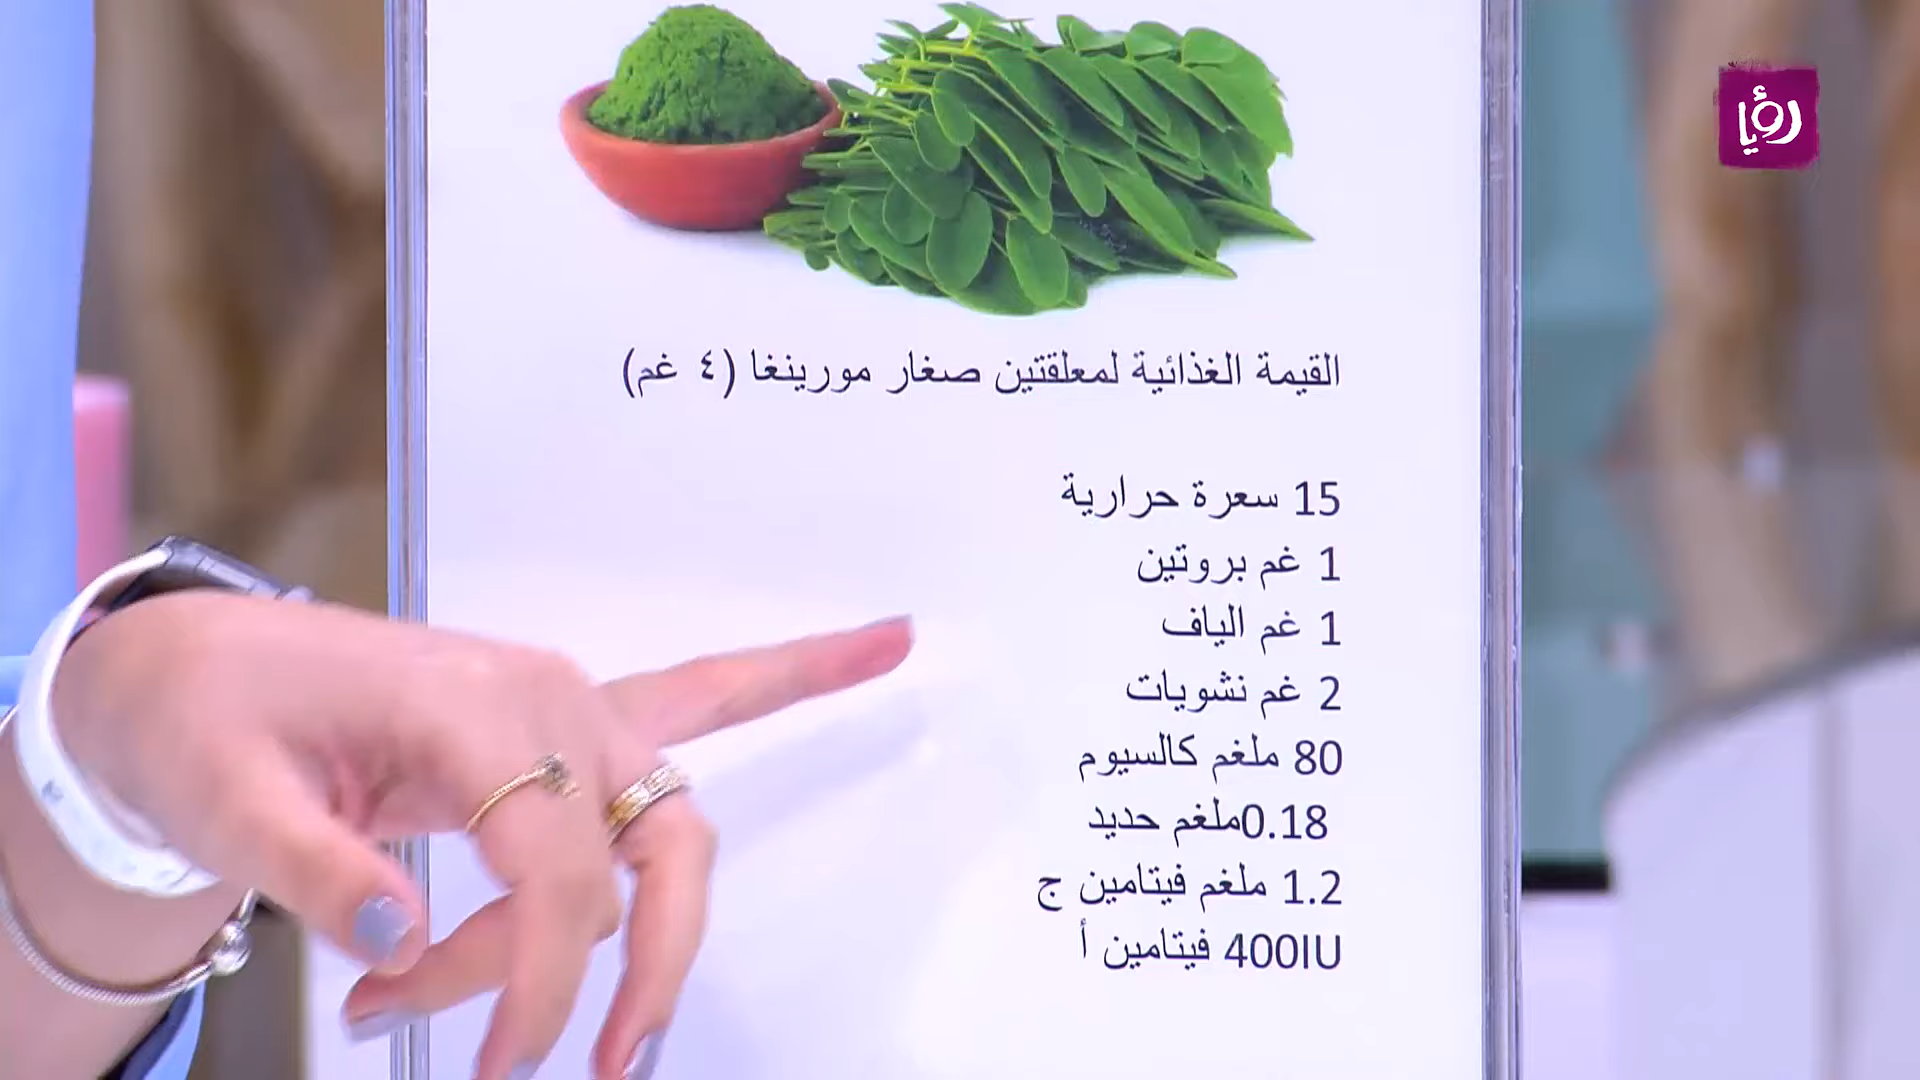 رؤيا
القيمة الغذائية لمعلقتين صغار مورينغا (٤ غم)
15 سعرة حرارية
1 غم بروتين
1 غم الياف
2 غم نشويات
80 ملغم كالسيوم
0.18ملغم حديد
1.2 ملغم فيتامين ج
400IU فيتامين أ